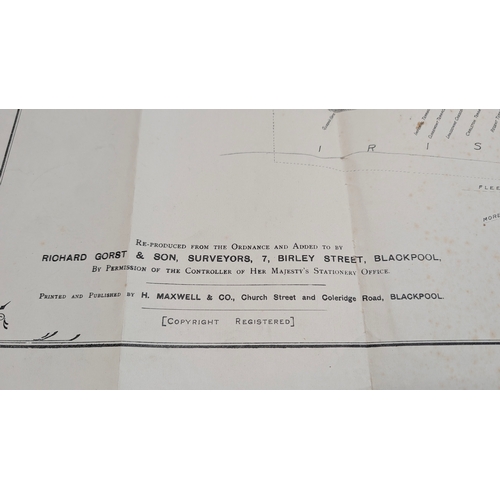 I R I S
FLEE
MORE
RE-PRODUCED FROM THE ORDNANCE AND ADDED TO BY
RICHARD GORST & SON, SURVEYORS, 7, BIRLEY STREET, BLACKPOOL,
BY PERMISSION OF THE CONTROLLER OF HER MAJESTY'S STATIONERY OFFICE.
PRINTED AND PUBLISHED BY H. MAXWELL & CO., CHURCH STREET AND COLERIDGE ROAD, BLACKPOOL.
[COPYRIGHT REGISTERED]